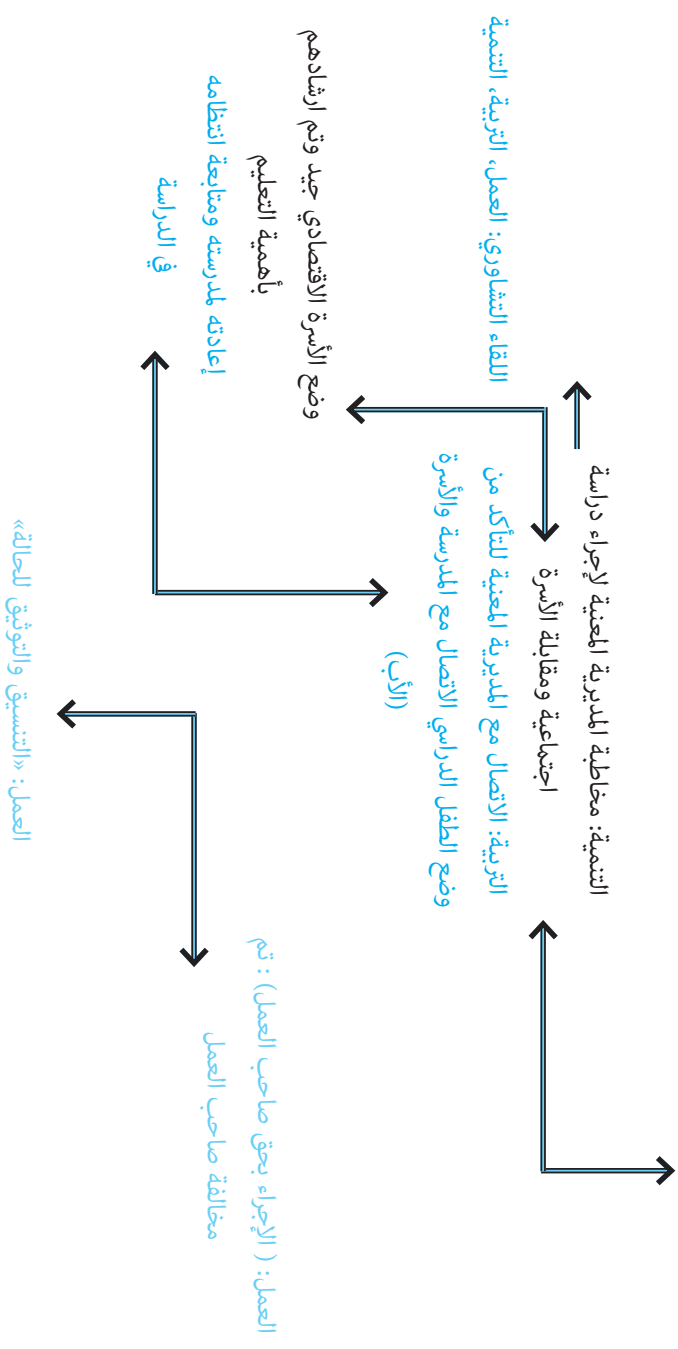 التنمية: مخاطبة المديرية المعنية لإجراء دراسة
اجتماعية ومقابلة الأسرة
التربية: الاتصال مع المديرية المعنية للتأكد من
وضع الطفل الدراسي الاتصال مع المدرسة والأسرة
(الأب)
اللقاء التشاوري: العمل، التربية، التنمية
وضع الأسرة الاقتصادي جيد وتم ارشادهم
بأهمية التعليم
إعادته لمدرسته ومتابعة انتظامه
في الدراسة
العمل: ( الإجراء بحق صاحب العمل) : تم
مخالفة صاحب العمل
العمل: «التنسيق والتوثيق للحالة»